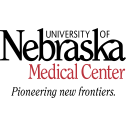 UNIVERSITY OF
Nebraska
Medical Center
Pioneering new frontiers.